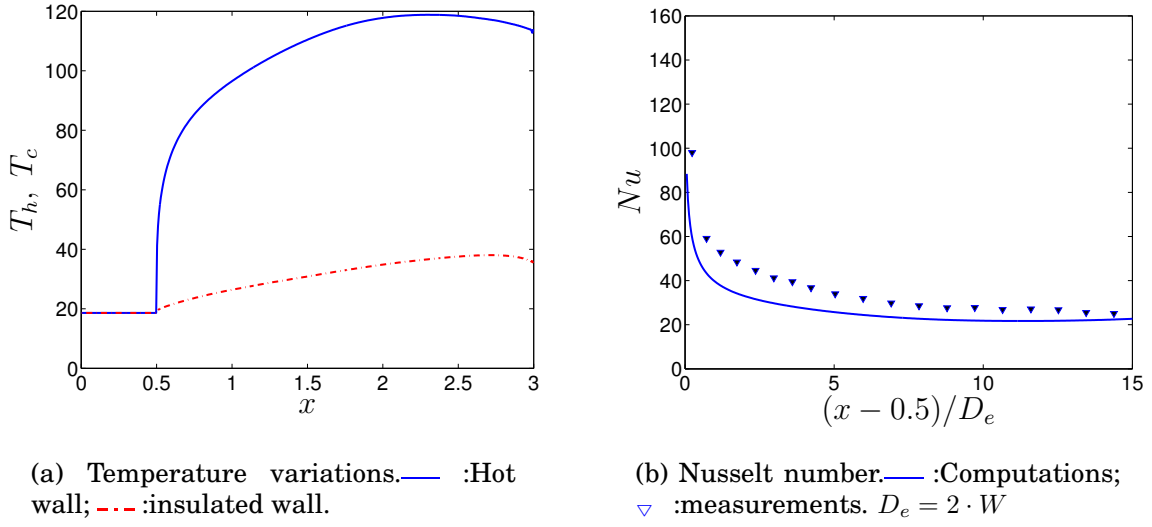 120
100
80
60
40
20
0
T_h, T_c
0 0.5 1 1.5 2 2.5 3
x
160
140
120
100
80
60
40
20
0
Nu
0 5 10 15
(x − 0.5)/D_e
(a) Temperature variations. :Hot
wall; :insulated wall.
(b) Nusselt number. :Computations;
:measurements. D_e = 2 · W